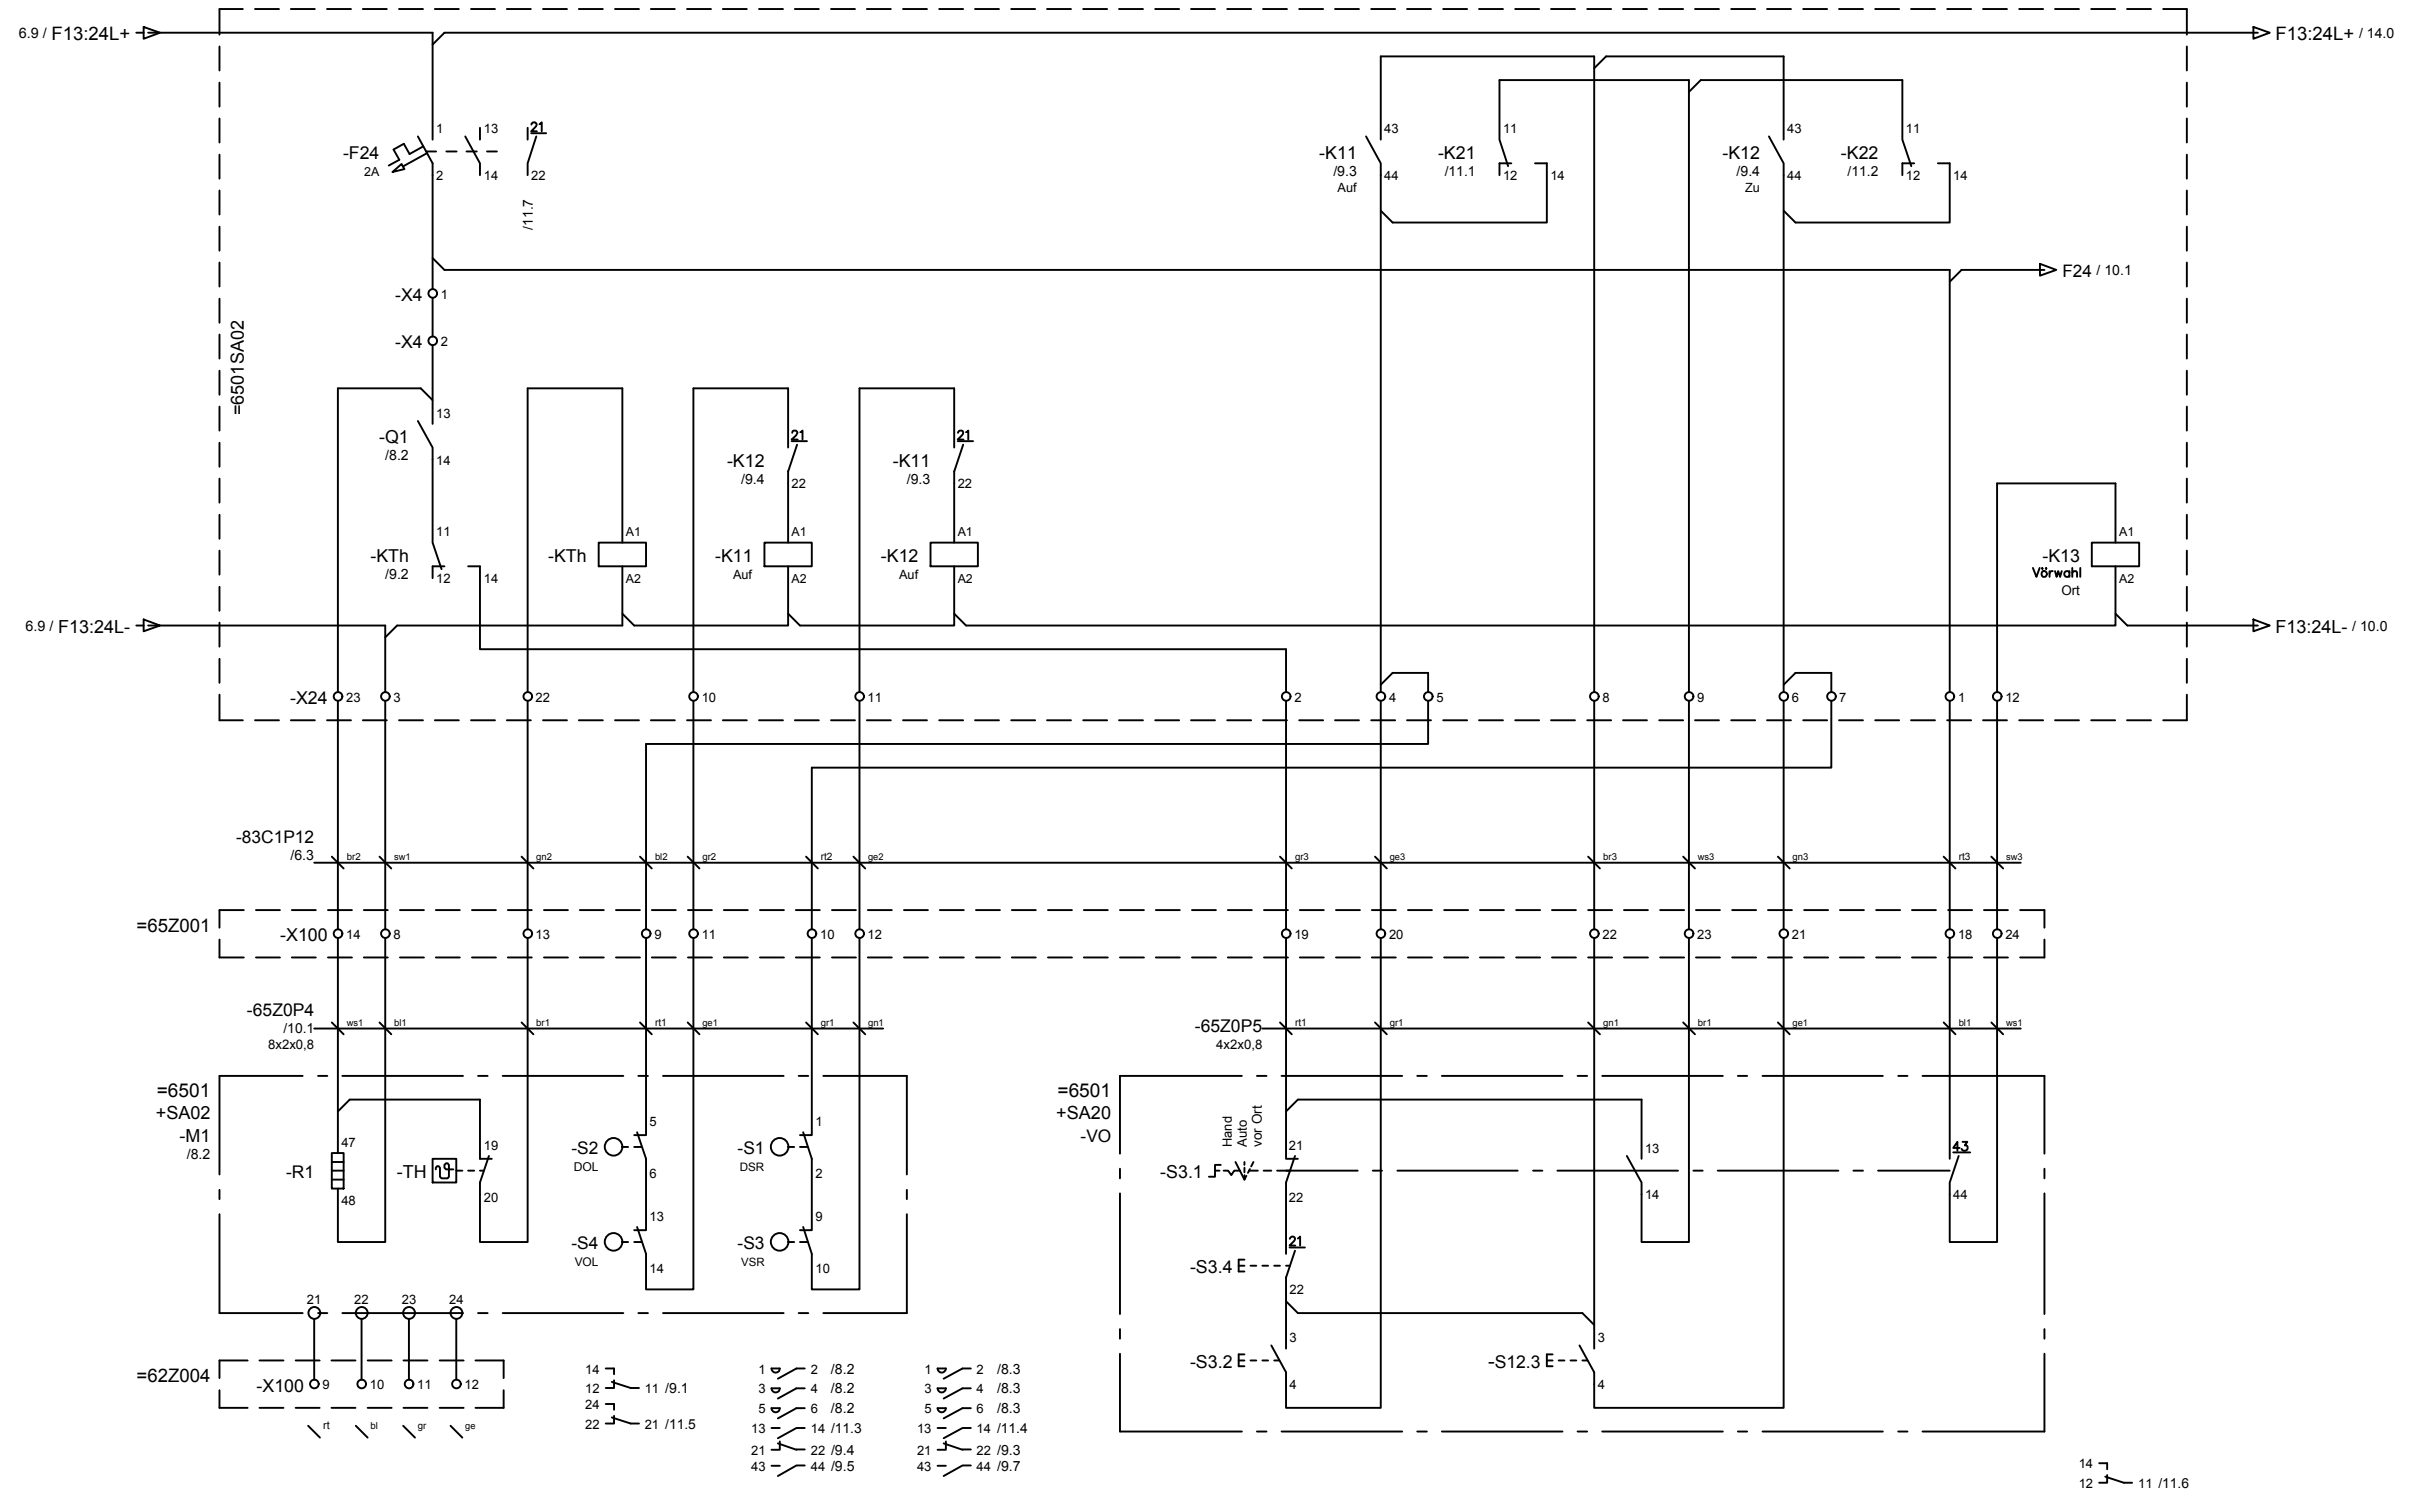 6.9 / F13:24L+
F13:24L+ / 14.0
=6501SA02
-F24
2A
1
2
13
14
21
22
/11.7
-K11
/9.3
Auf
43
44
-K21
/11.1
11
12
14
-K12
/9.4
Zu
43
44
-K22
/11.2
11
12
14
F24 / 10.1
-X4 1
-X4 2
-Q1
/8.2
13
14
-KTh
/9.2
11
12
14
-KTh
A1
A2
-K12
/9.4
21
22
-K11
Auf
A1
A2
-K11
/9.3
21
22
-K12
Auf
A1
A2
-K13
Vörwahl
Ort
A1
A2
6.9 / F13:24L-
F13:24L- / 10.0
-X24 23 3 22 10 11 2 4 5 8 9 6 7 1 12
-83C1P12
/6.3
br2 sw1 gn2 bl2 gr2 rt2 ge2 gr3 ge3 br3 ws3 gn3 rt3 sw3
=65Z001
-X100 14 8 13 9 11 10 12 19 20 22 23 21 18 24
-65Z0P4
/10.1
8x2x0,8
ws1 bl1 br1 rt1 ge1 gr1 gn1
-65Z0P5
4x2x0,8
rt1 gr1 gn1 br1 ge1 bl1 ws1
=6501
+SA02
-M1
/8.2
-R1
47
48
-TH
ϑ
19
20
-S2
DOL
5
6
-S4
VOL
13
14
-S1
DSR
1
2
-S3
VSR
9
10
=6501
+SA20
-VO
Hand
Auto
vor Ort
-S3.1
21
22
13
14
43
44
-S3.4
21
22
-S3.2
3
4
-S12.3
3
4
21 22 23 24
=62Z004
-X100 9 10 11 12
rt bl gr ge
14
12 11 /9.1
24
22 21 /11.5
1 2 /8.2
3 4 /8.2
5 6 /8.2
13 14 /11.3
21 22 /9.4
43 44 /9.5
1 2 /8.3
3 4 /8.3
5 6 /8.3
13 14 /11.4
21 22 /9.3
43 44 /9.7
14
12 11 /11.6